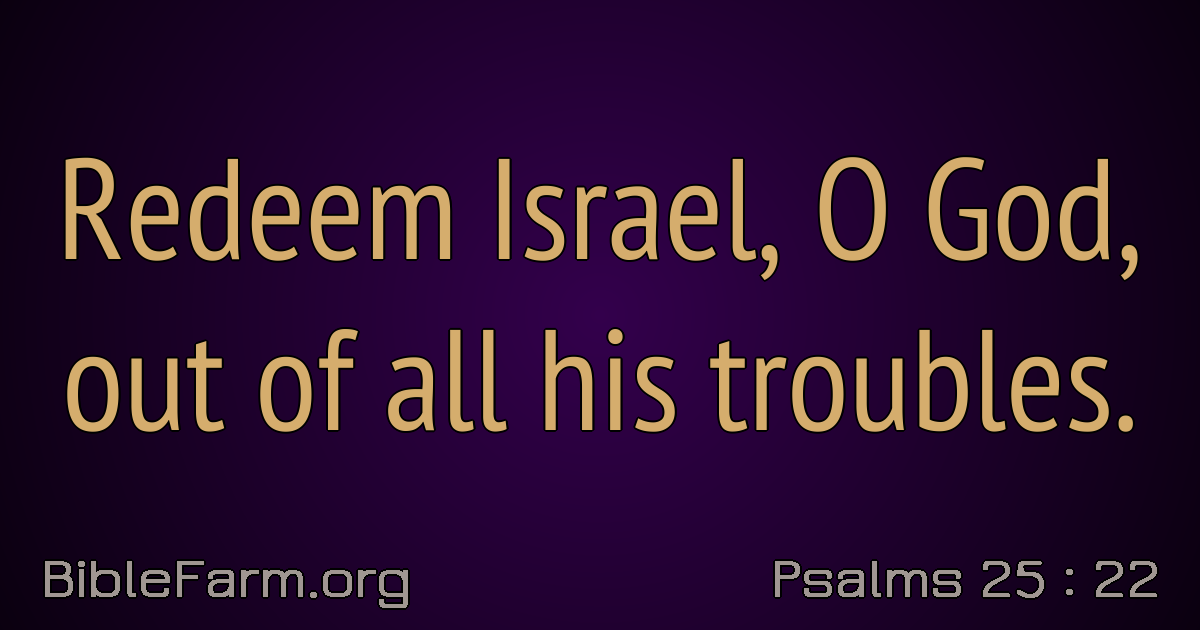 Redeem Israel, O God,
out of all his troubles.
BibleFarm.org
Psalms 25 : 22